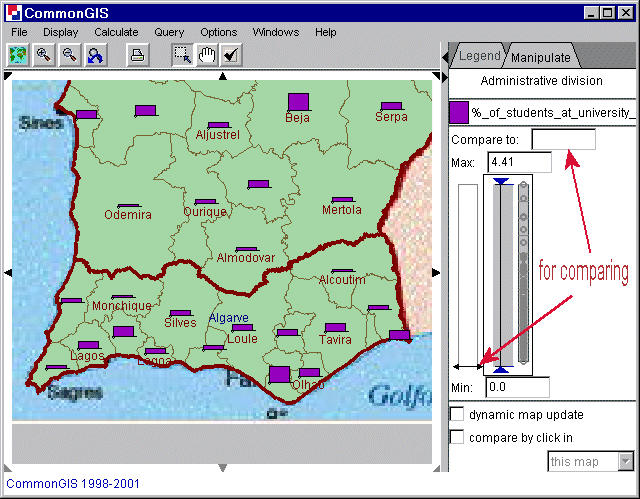 CommonGIS
File Display Calculate Query Options Windows Help
Legend Manipulate
Administrative division
%_of_students_at_university_
Compare to:
Max: 4.41
for comparing
Min: 0.0
dynamic map update
compare by click in
this map
Sines
Aljustrel
Beja
Serpa
Odemira
Ourique
Mertola
Almodovar
Alcoutim
Monchique
Silves
Algarve
Loule
Tavira
Lagos
Lagoa
Fa
Olhao
Sagres
Golfo
CommonGIS 1998-2001